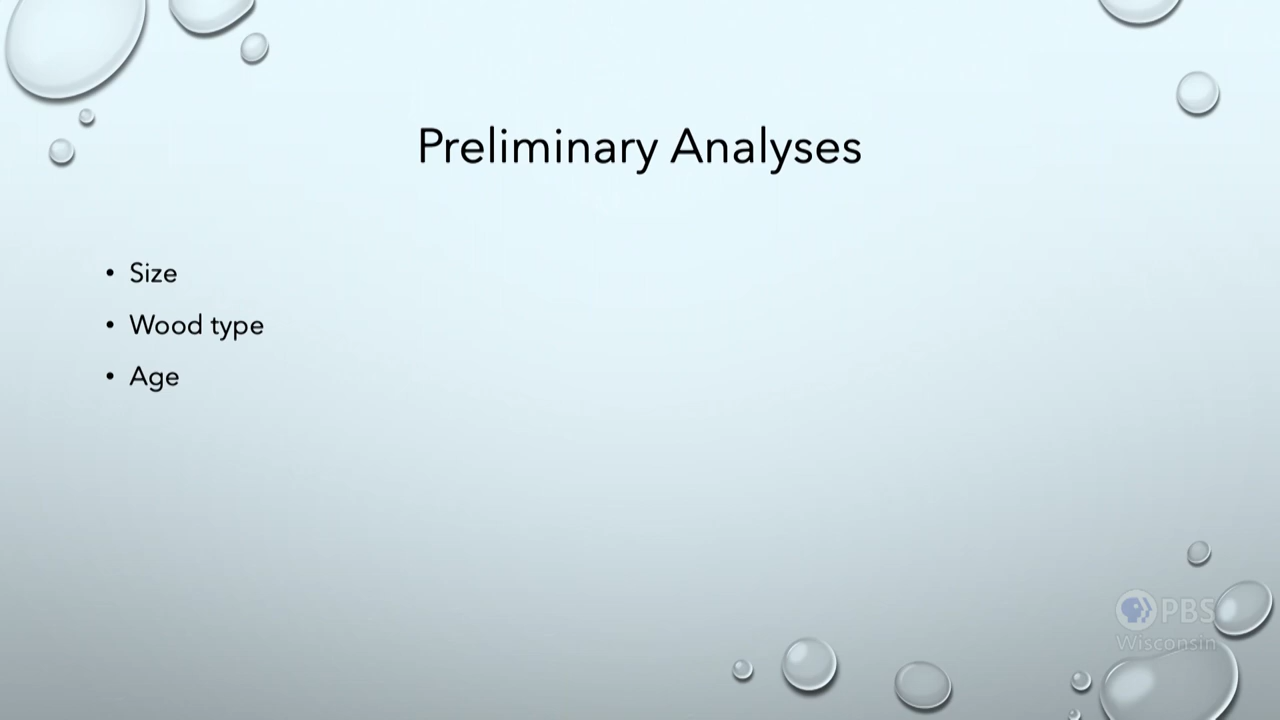 Preliminary Analyses
• Size
• Wood type
• Age
PBS
Wisconsin